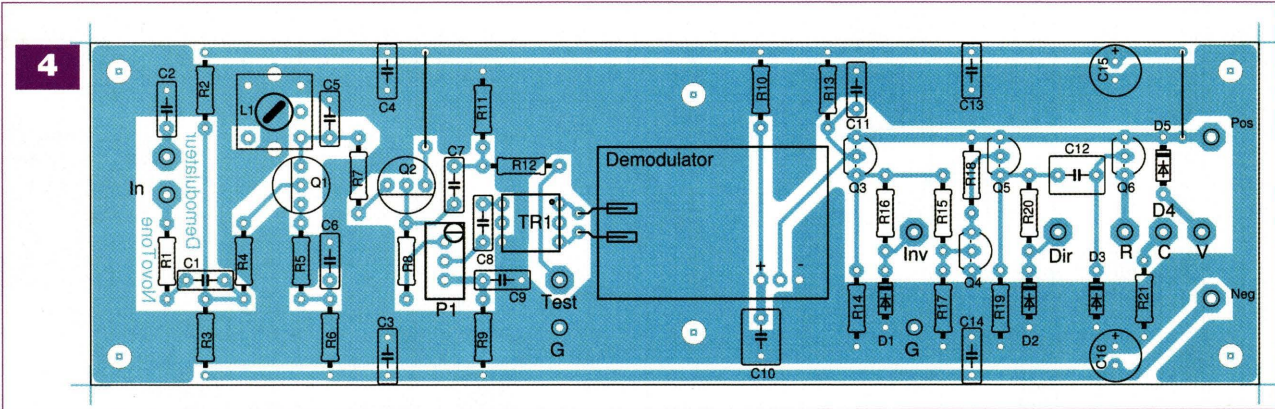 4
C2
R2
L1
C5
C4
R11
C7
R12
R10
R13
C11
C13
+
C15
Pos
D5
In
Q1
R7
Q2
TR1
C8
Demodulator
Q3
R18
Q5
C12
Q6
R16
R15
R20
D4
NovoTone
Demodulateur
R1
C1
R4
R5
C6
R8
P1
C9
Test
+
-
Inv
Q4
Dir
D3
R
C
V
R3
R6
C3
R9
G
C10
R14
D1
R17
G
C14
R19
D2
R21
+
C16
Neg